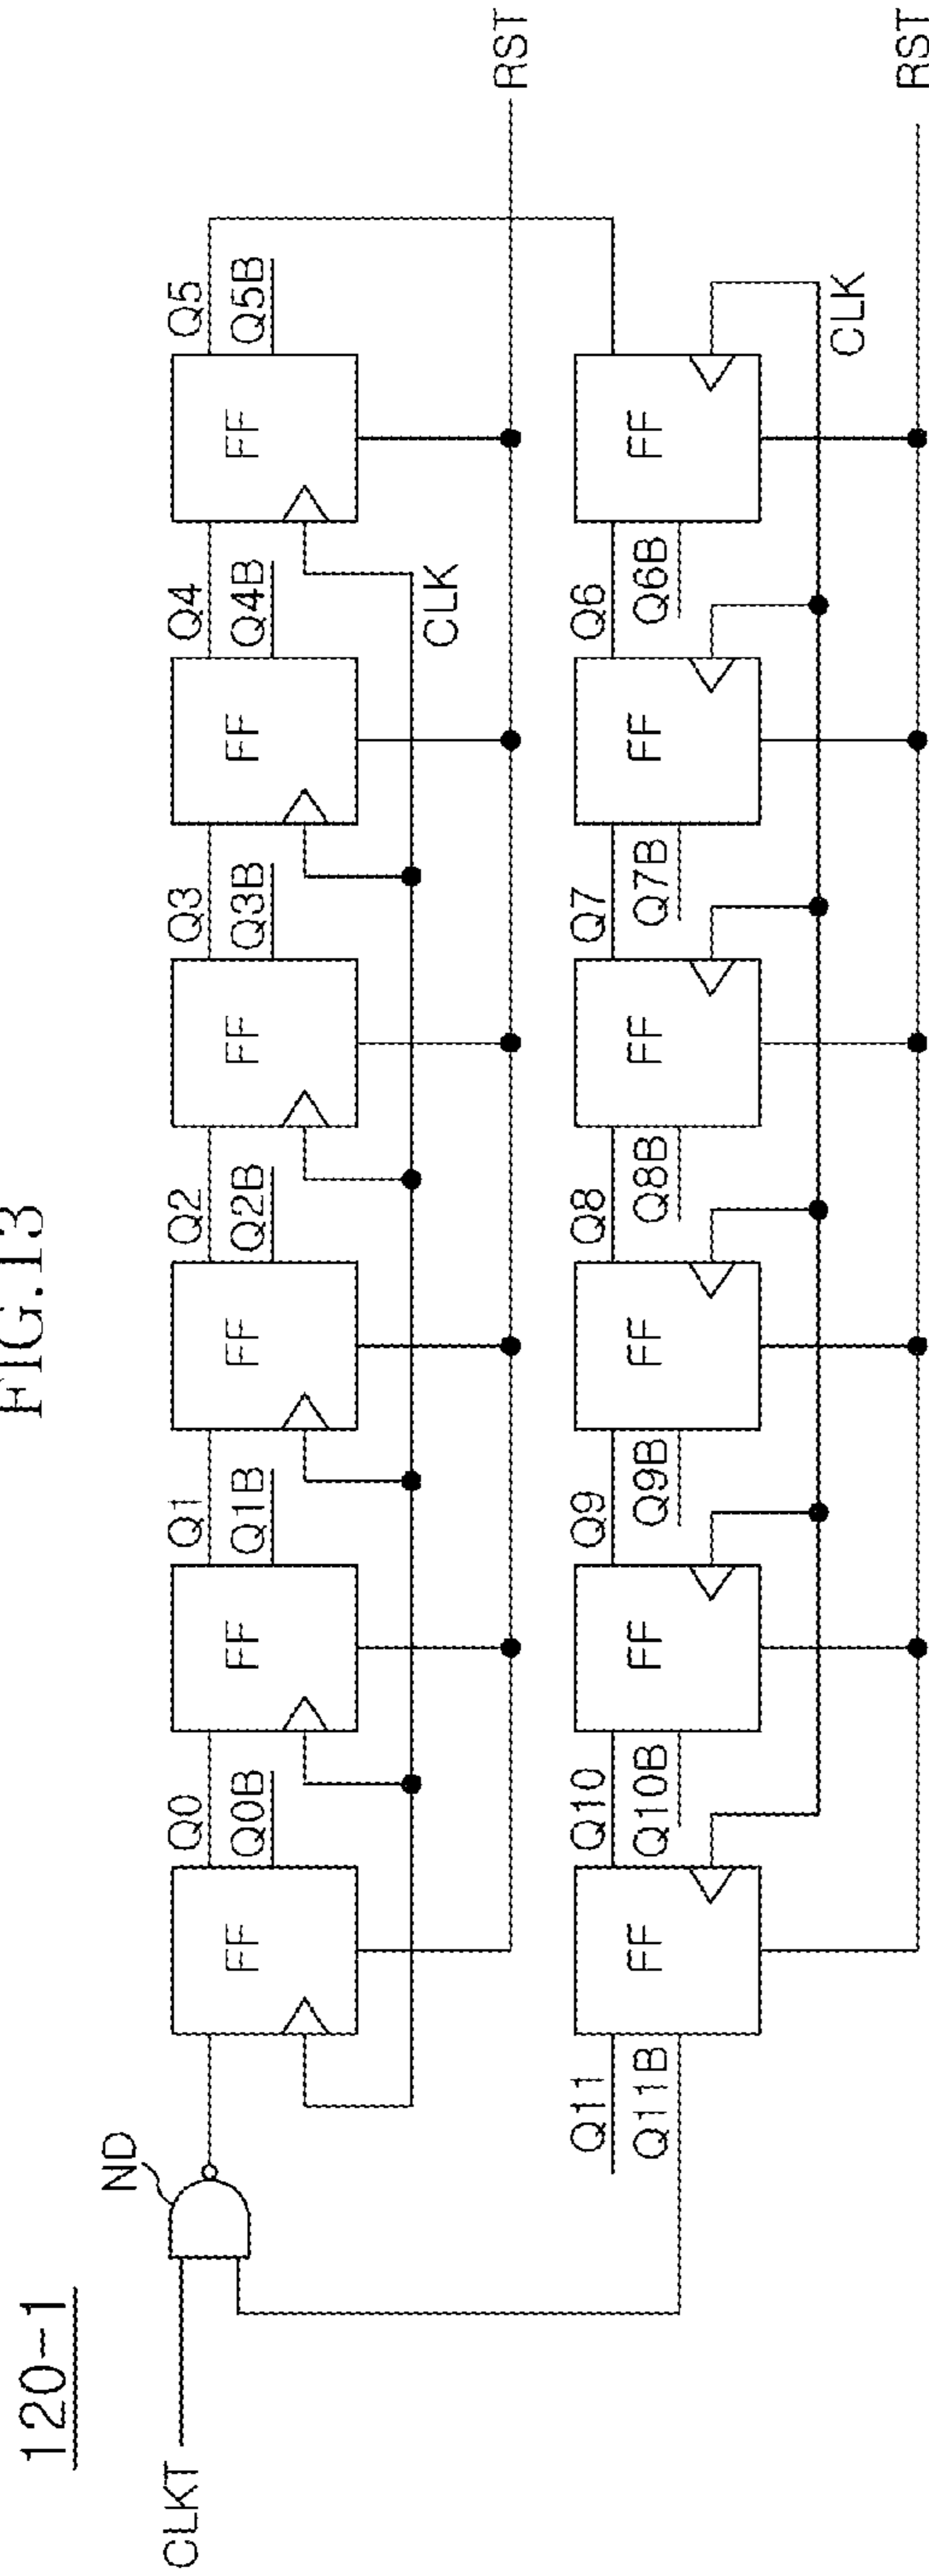 FIG.13
120-1
CLKT
ND
FF
Q0
Q0B
FF
Q1
Q1B
FF
Q2
Q2B
FF
Q3
Q3B
FF
Q4
Q4B
FF
Q5
Q5B
CLK
RST
Q11
Q11B
FF
Q10
Q10B
FF
Q9
Q9B
FF
Q8
Q8B
FF
Q7
Q7B
FF
Q6
Q6B
FF
CLK
RST